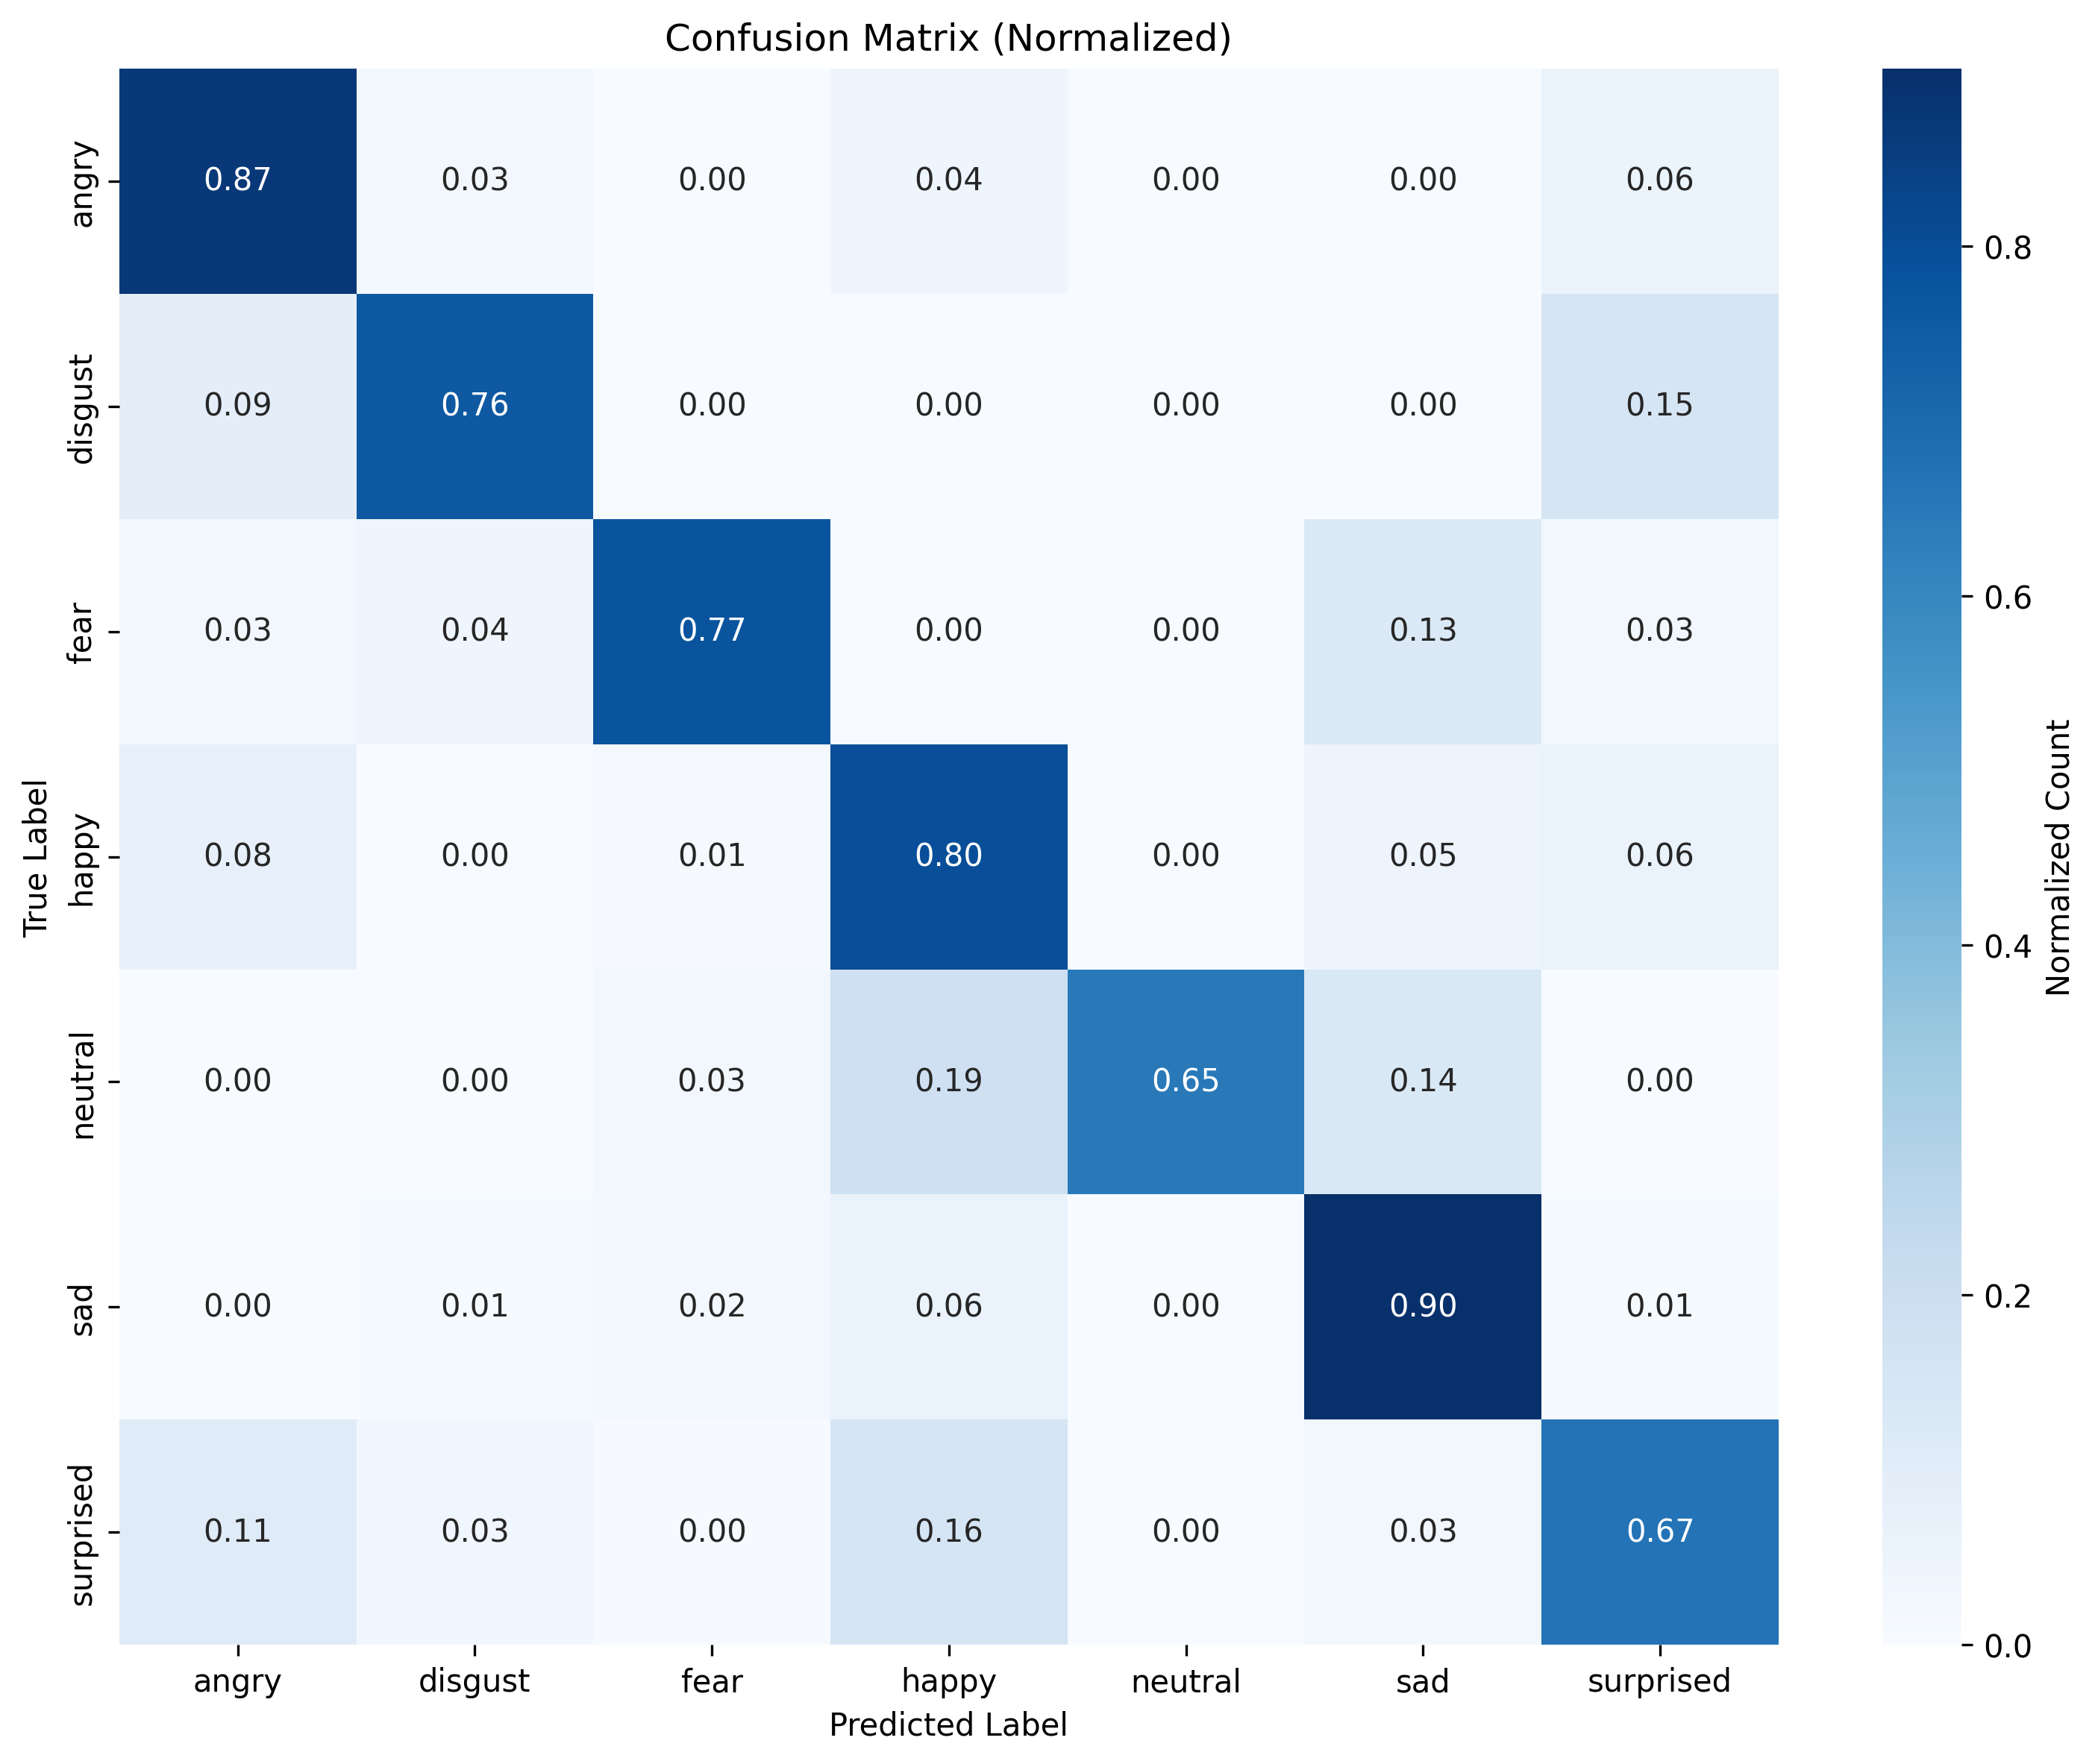 Confusion Matrix (Normalized)
True Label
angry 0.87 0.03 0.00 0.04 0.00 0.00 0.06
disgust 0.09 0.76 0.00 0.00 0.00 0.00 0.15
fear 0.03 0.04 0.77 0.00 0.00 0.13 0.03
happy 0.08 0.00 0.01 0.80 0.00 0.05 0.06
neutral 0.00 0.00 0.03 0.19 0.65 0.14 0.00
sad 0.00 0.01 0.02 0.06 0.00 0.90 0.01
surprised 0.11 0.03 0.00 0.16 0.00 0.03 0.67
angry disgust fear happy neutral sad surprised
Predicted Label
0.8
0.6
0.4
0.2
0.0
Normalized Count